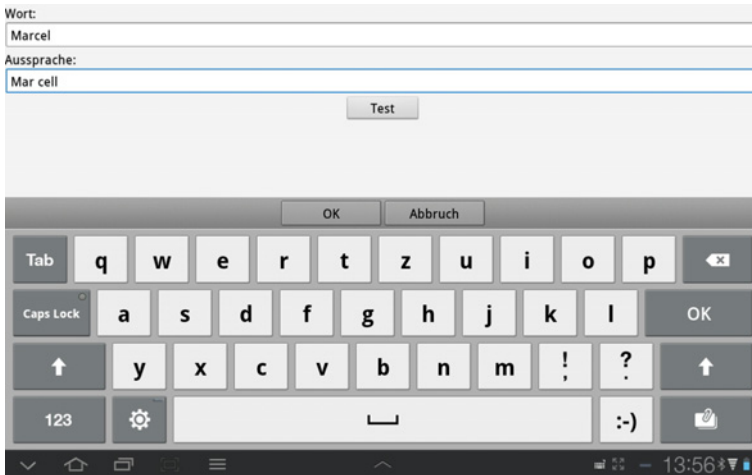 Wort:
Marcel
Aussprache:
Mar cell
Test
OK Abbruch
Tab q w e r t z u i o p
Caps Lock a s d f g h j k l OK
y x c v b n m ! , ? .
123 :-)
13:56